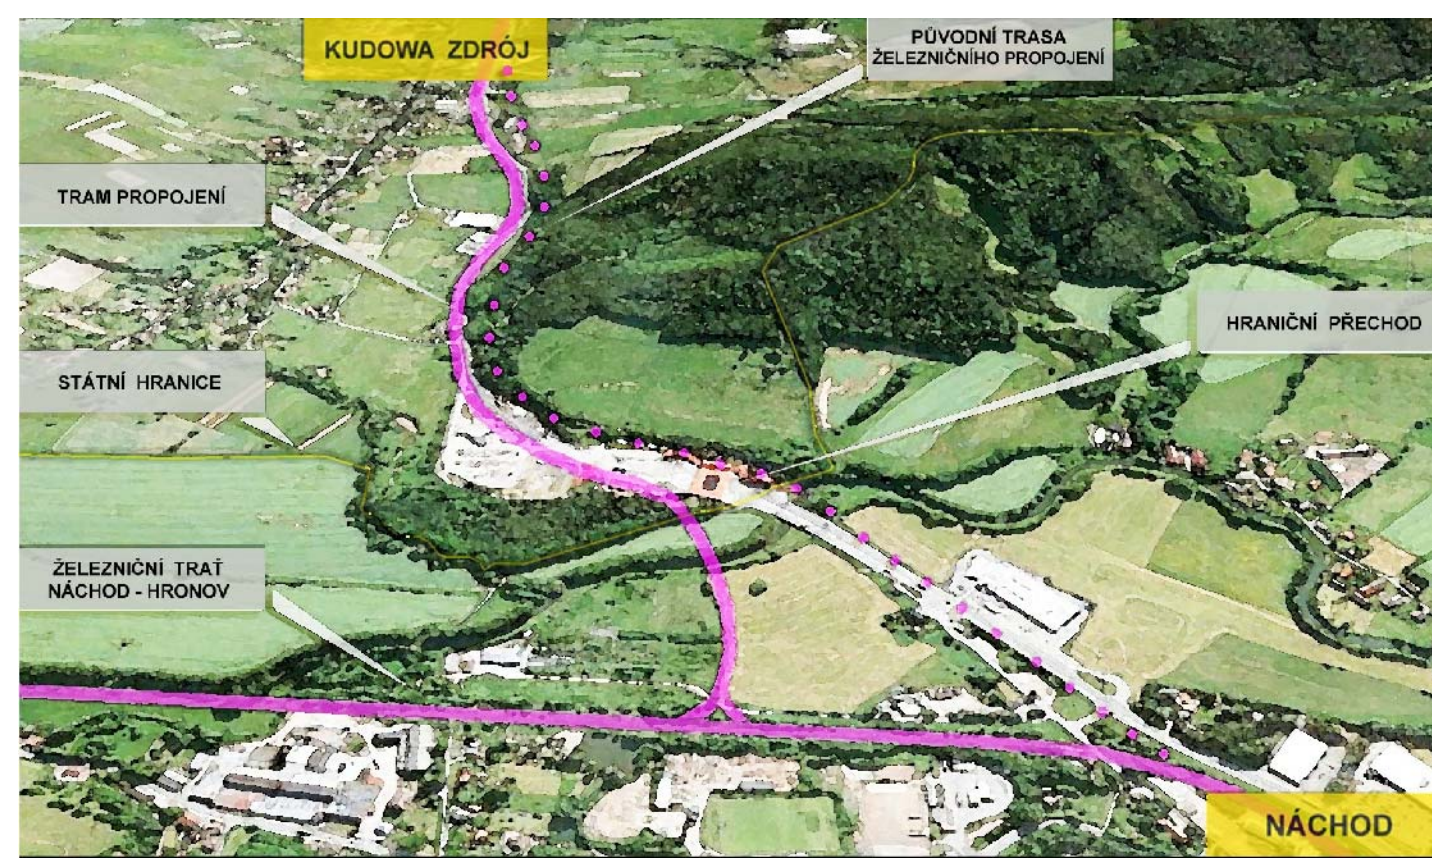 KUDOWA ZDRÓJ
PŮVODNÍ TRASA
ŽELEZNIČNÍHO PROPOJENÍ
TRAM PROPOJENÍ
HRANIČNÍ PŘECHOD
STÁTNÍ HRANICE
ŽELEZNIČNÍ TRAŤ
NÁCHOD - HRONOV
NÁCHOD